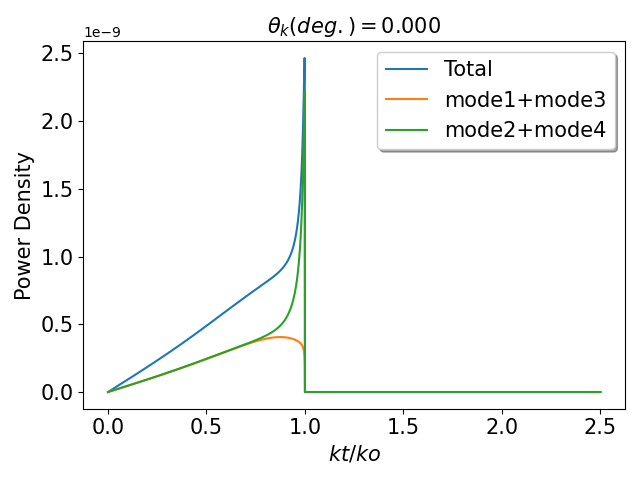 θk(deg.) = 0.000
1e−9
2.5
2.0
1.5
1.0
0.5
0.0
Power Density
Total
mode1+mode3
mode2+mode4
0.0 0.5 1.0 1.5 2.0 2.5
kt/ko